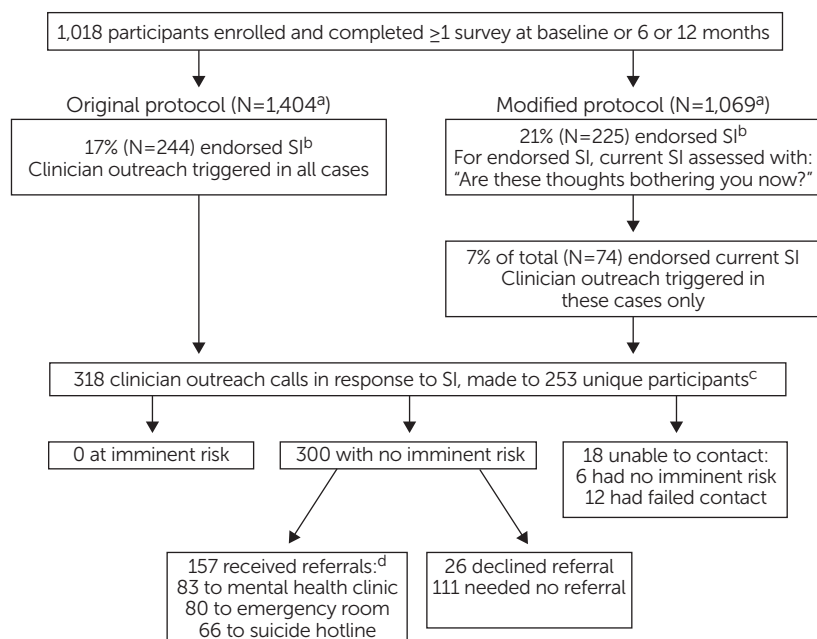 1,018 participants enrolled and completed ≥1 survey at baseline or 6 or 12 months
Original protocol (N=1,404ᵃ)
17% (N=244) endorsed SIᵇ
Clinician outreach triggered in all cases
Modified protocol (N=1,069ᵃ)
21% (N=225) endorsed SIᵇ
For endorsed SI, current SI assessed with:
“Are these thoughts bothering you now?”
7% of total (N=74) endorsed current SI
Clinician outreach triggered in
these cases only
318 clinician outreach calls in response to SI, made to 253 unique participantsᶜ
0 at imminent risk
300 with no imminent risk
18 unable to contact:
6 had no imminent risk
12 had failed contact
157 received referrals:ᵈ
83 to mental health clinic
80 to emergency room
66 to suicide hotline
26 declined referral
111 needed no referral